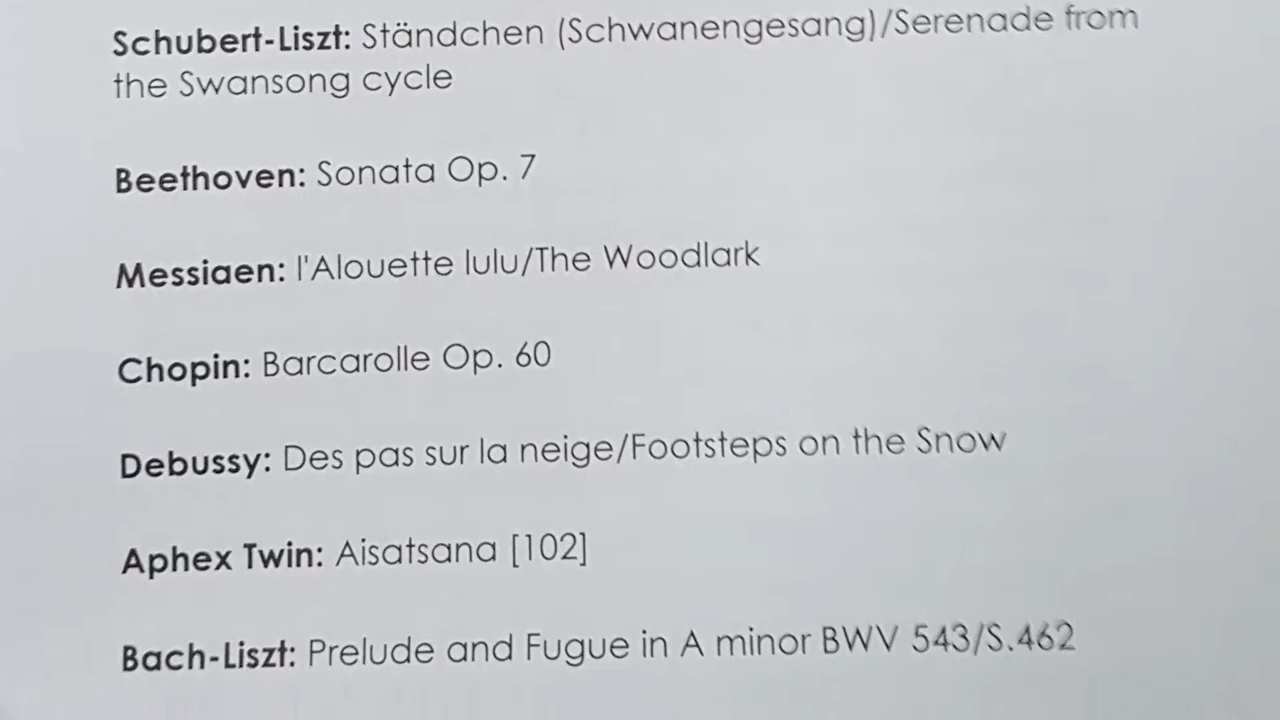 Schubert-Liszt: Ständchen (Schwanengesang)/Serenade from
the Swansong cycle
Beethoven: Sonata Op. 7
Messiaen: l'Alouette lulu/The Woodlark
Chopin: Barcarolle Op. 60
Debussy: Des pas sur la neige/Footsteps on the Snow
Aphex Twin: Aisatsana [102]
Bach-Liszt: Prelude and Fugue in A minor BWV 543/S.462